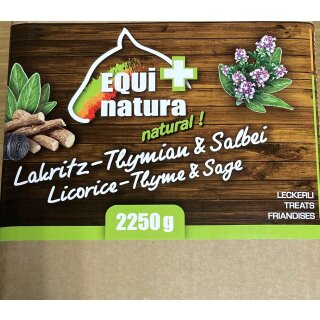 EQUi
natura
natural !
Lakritz-Thymian & Salbei
Licorice-Thyme & Sage
LECKERLI
TREATS
FRIANDISES
2250 g